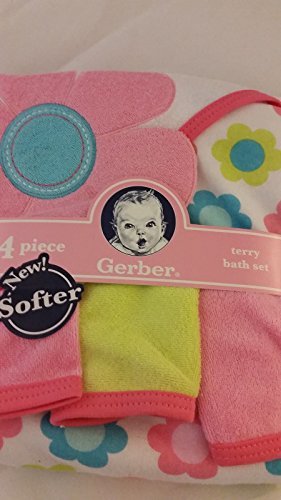 4 piece
Gerber®
terry
bath set
New!
Softer